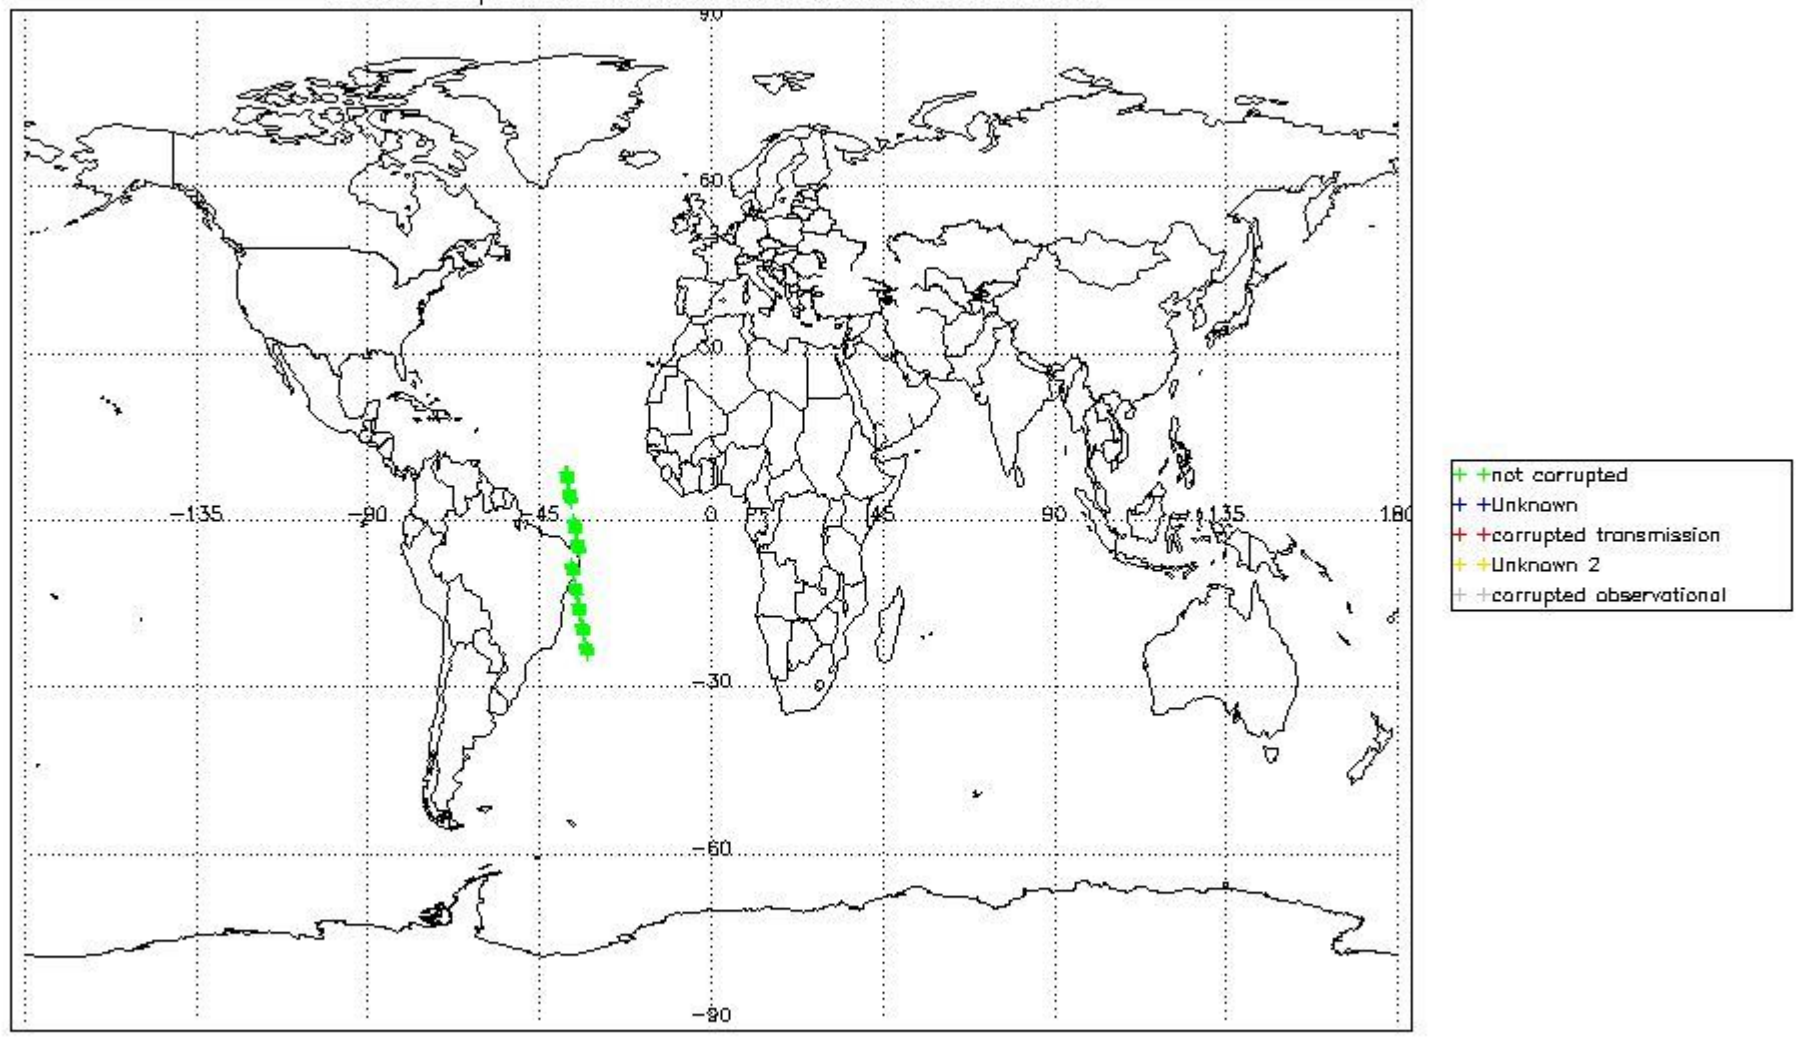 90
60
30
-135 -90 -45 0 45 90 135 180
-30
-60
-90
not corrupted
Unknown
corrupted transmission
Unknown 2
corrupted observational